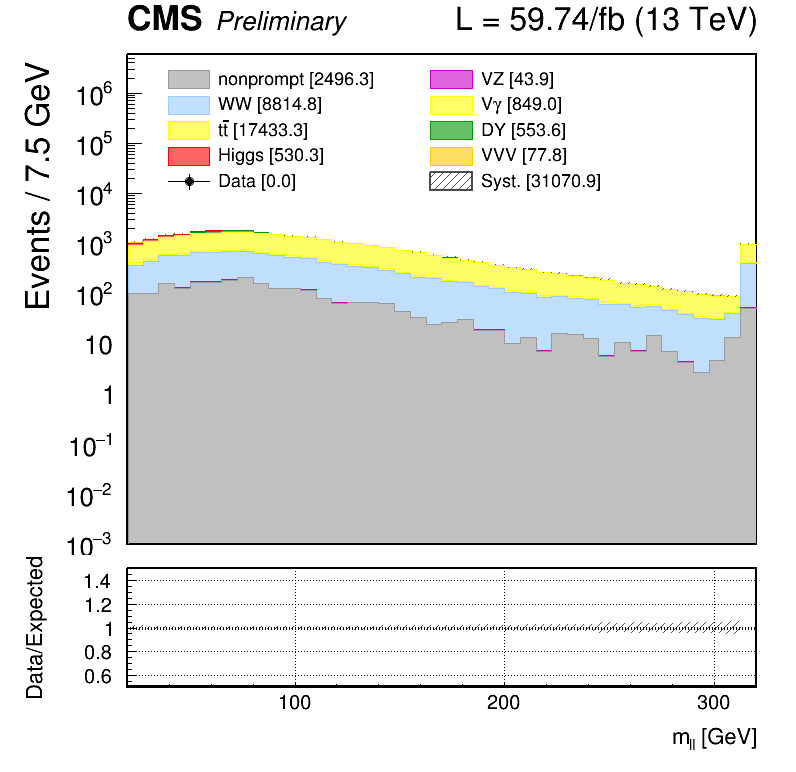 CMS Preliminary L = 59.74/fb (13 TeV)
Events / 7.5 GeV
nonprompt [2496.3]
WW [8814.8]
tt̄ [17433.3]
Higgs [530.3]
Data [0.0]
VZ [43.9]
Vγ [849.0]
DY [553.6]
VVV [77.8]
Syst. [31070.9]
10⁶
10⁵
10⁴
10³
10²
10
1
10⁻¹
10⁻²
10⁻³
Data/Expected
1.4
1.2
1
0.8
0.6
100 200 300
mll [GeV]